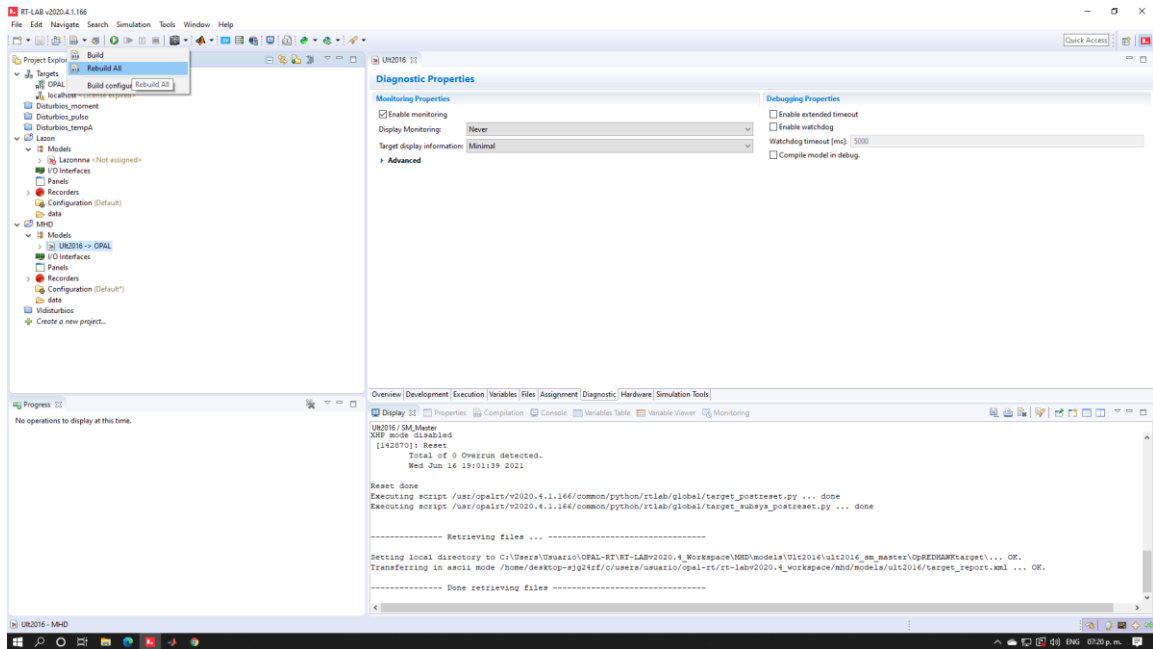 RT-LAB v2020.4.1.166
File Edit Navigate Search Simulation Tools Window Help
Quick Access
Project Explor
Build
Rebuild All
Build configur
Rebuild All
Targets
OPAL
localhost <License expired>
Disturbios_moment
Disturbios_pulso
Disturbios_tempA
Lazon
Models
Lazonnna <Not assigned>
I/O Interfaces
Panels
Recorders
Configuration (Default)
data
MHD
Models
Ult2016 -> OPAL
I/O Interfaces
Panels
Recorders
Configuration (Default*)
data
Vidisturbios
Create a new project...
Ult2016
Diagnostic Properties
Monitoring Properties
Enable monitoring
Display Monitoring: Never
Target display information: Minimal
Advanced
Debugging Properties
Enable extended timeout
Enable watchdog
Watchdog timeout [ms]: 5000
Compile model in debug.
Overview Development Execution Variables Files Assignment Diagnostic Hardware Simulation Tools
Progress
No operations to display at this time.
Display Properties Compilation Console Variables Table Variable Viewer Monitoring
Ult2016 / SM_Master
XHP mode disabled
[142870]: Reset
Total of 0 Overrun detected.
Wed Jun 16 19:01:39 2021
Reset done
Executing script /usr/opalrt/v2020.4.1.166/common/python/rtlab/global/target_postreset.py ... done
Executing script /usr/opalrt/v2020.4.1.166/common/python/rtlab/global/target_subsys_postreset.py ... done
--------------- Retrieving files ... --------------------------------
Setting local directory to C:\Users\Usuario\OPAL-RT\RT-LABv2020.4_Workspace\MHD\models\Ult2016\ult2016_sm_master\OpREDHAWKtarget\... OK.
Transferring in ascii mode /home/desktop-sjg24rf/c/users/usuario/opal-rt/rt-labv2020.4_workspace/mhd/models/ult2016/target_report.xml ... OK.
--------------- Done retrieving files -------------------------------
Ult2016 - MHD
ENG 07:20 p. m.